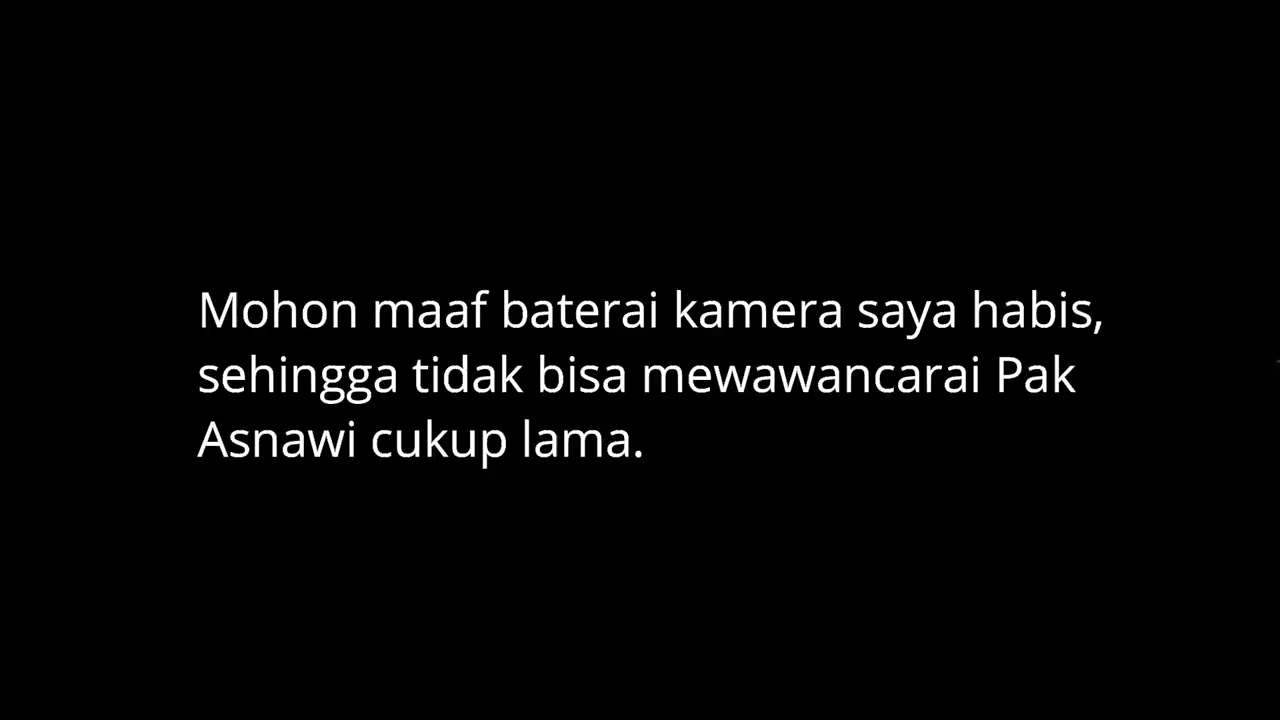 Mohon maaf baterai kamera saya habis,
sehingga tidak bisa mewawancarai Pak
Asnawi cukup lama.